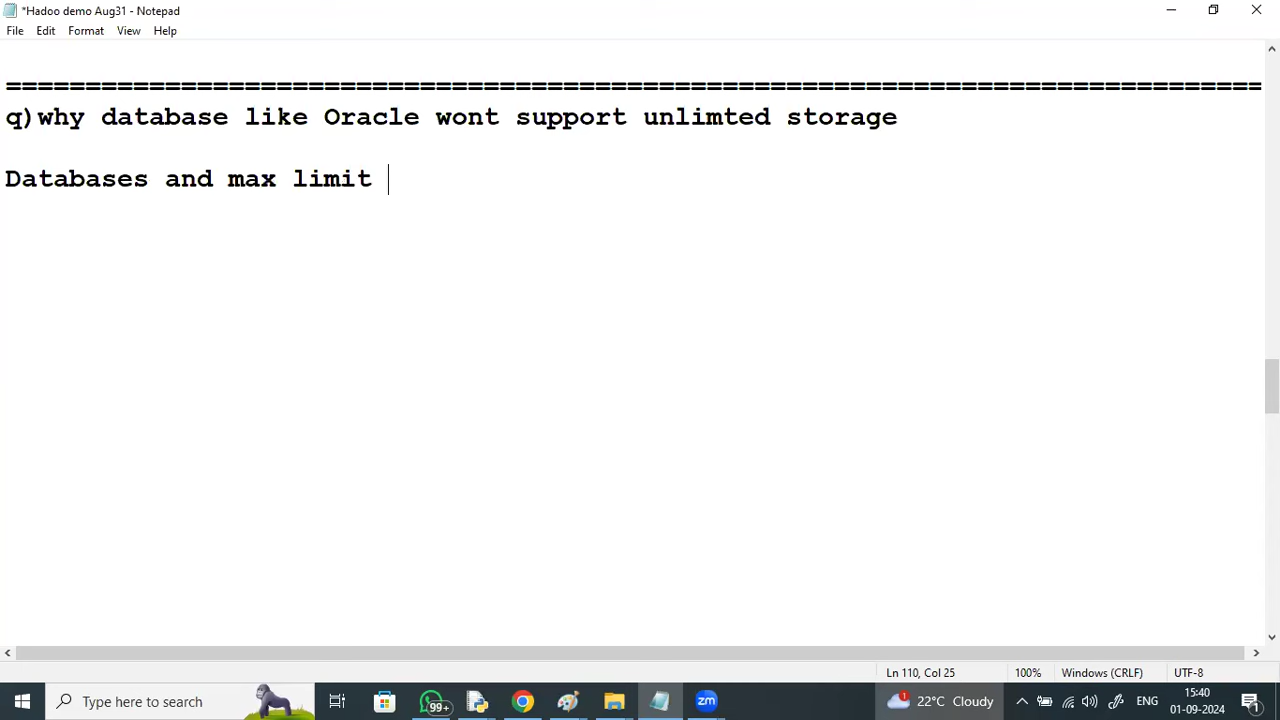 *Hadoo demo Aug31 - Notepad
File Edit Format View Help
================================================================================
q)why database like Oracle wont support unlimted storage
Databases and max limit
Ln 110, Col 25 100% Windows (CRLF) UTF-8
Type here to search 99+ zm 1 22°C Cloudy ENG 15:40 1
01-09-2024